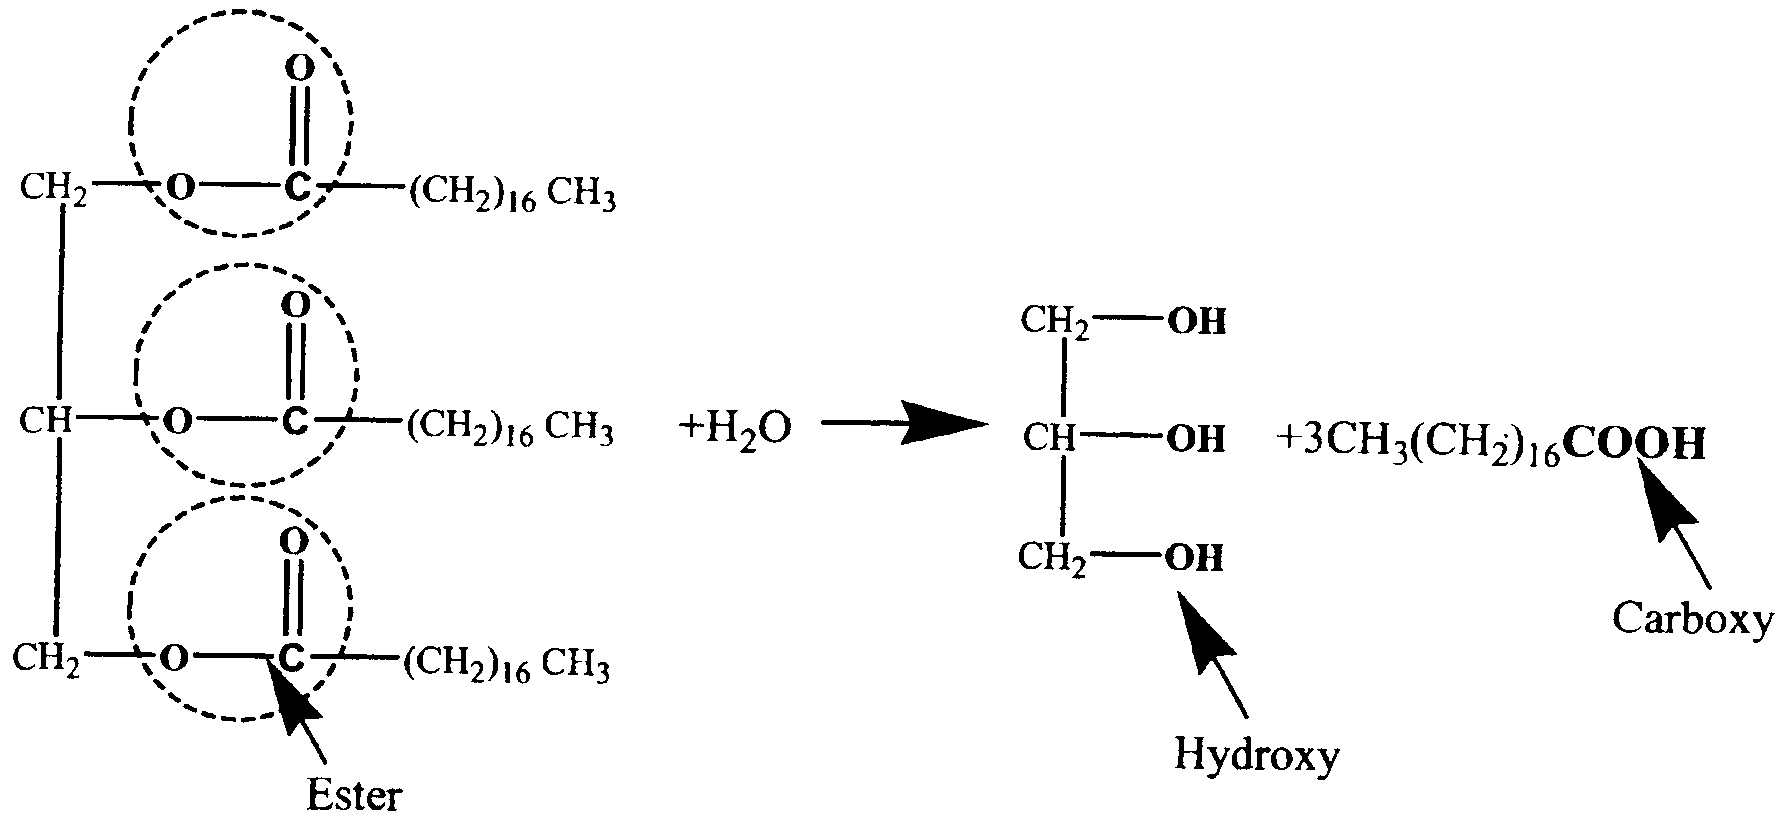 O
CH₂ O C (CH₂)₁₆ CH₃
O
CH₂ OH
CH O C (CH₂)₁₆ CH₃ +H₂O CH OH +3CH₃(CH₂)₁₆COOH
O
CH₂ OH
Carboxy
CH₂ O C (CH₂)₁₆ CH₃
Hydroxy
Ester